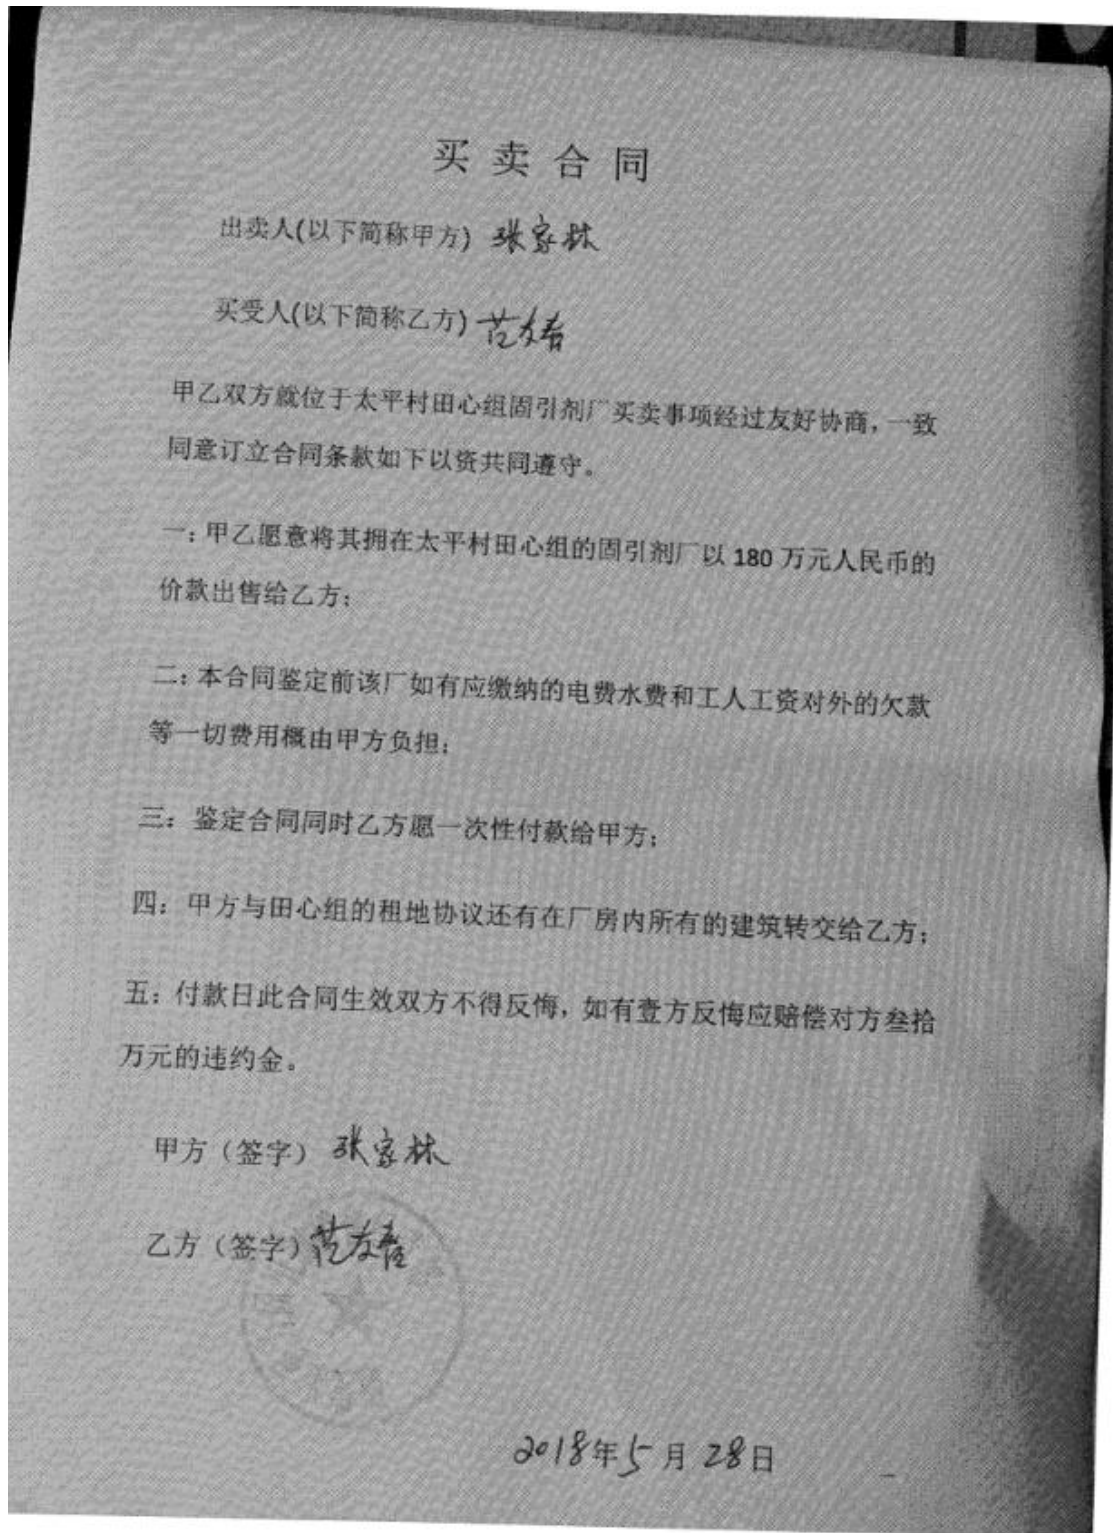 买卖合同
出卖人(以下简称甲方) 张家林
买受人(以下简称乙方) 范友
甲乙双方就位于太平村田心组固引剂厂买卖事项经过友好协商，一致
同意订立合同条款如下以资共同遵守。
一：甲乙愿意将其拥在太平村田心组的固引剂厂以 180 万元人民币的
价款出售给乙方；
二：本合同鉴定前该厂如有应缴纳的电费水费和工人工资对外的欠款
等一切费用概由甲方负担；
三：鉴定合同同时乙方愿一次性付款给甲方；
四：甲方与田心组的租地协议还有在厂房内所有的建筑转交给乙方；
五：付款日此合同生效双方不得反悔，如有壹方反悔应赔偿对方叁拾
万元的违约金。
甲方（签字） 张家林
乙方（签字）范友
2018年5月28日